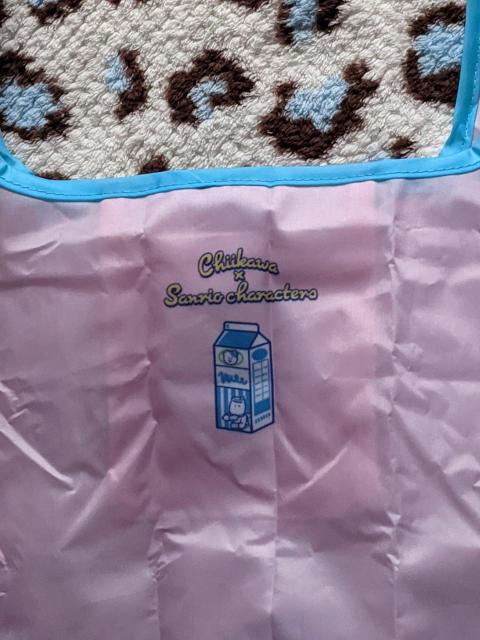 Chiikawa
×
Sanrio characters
Milk